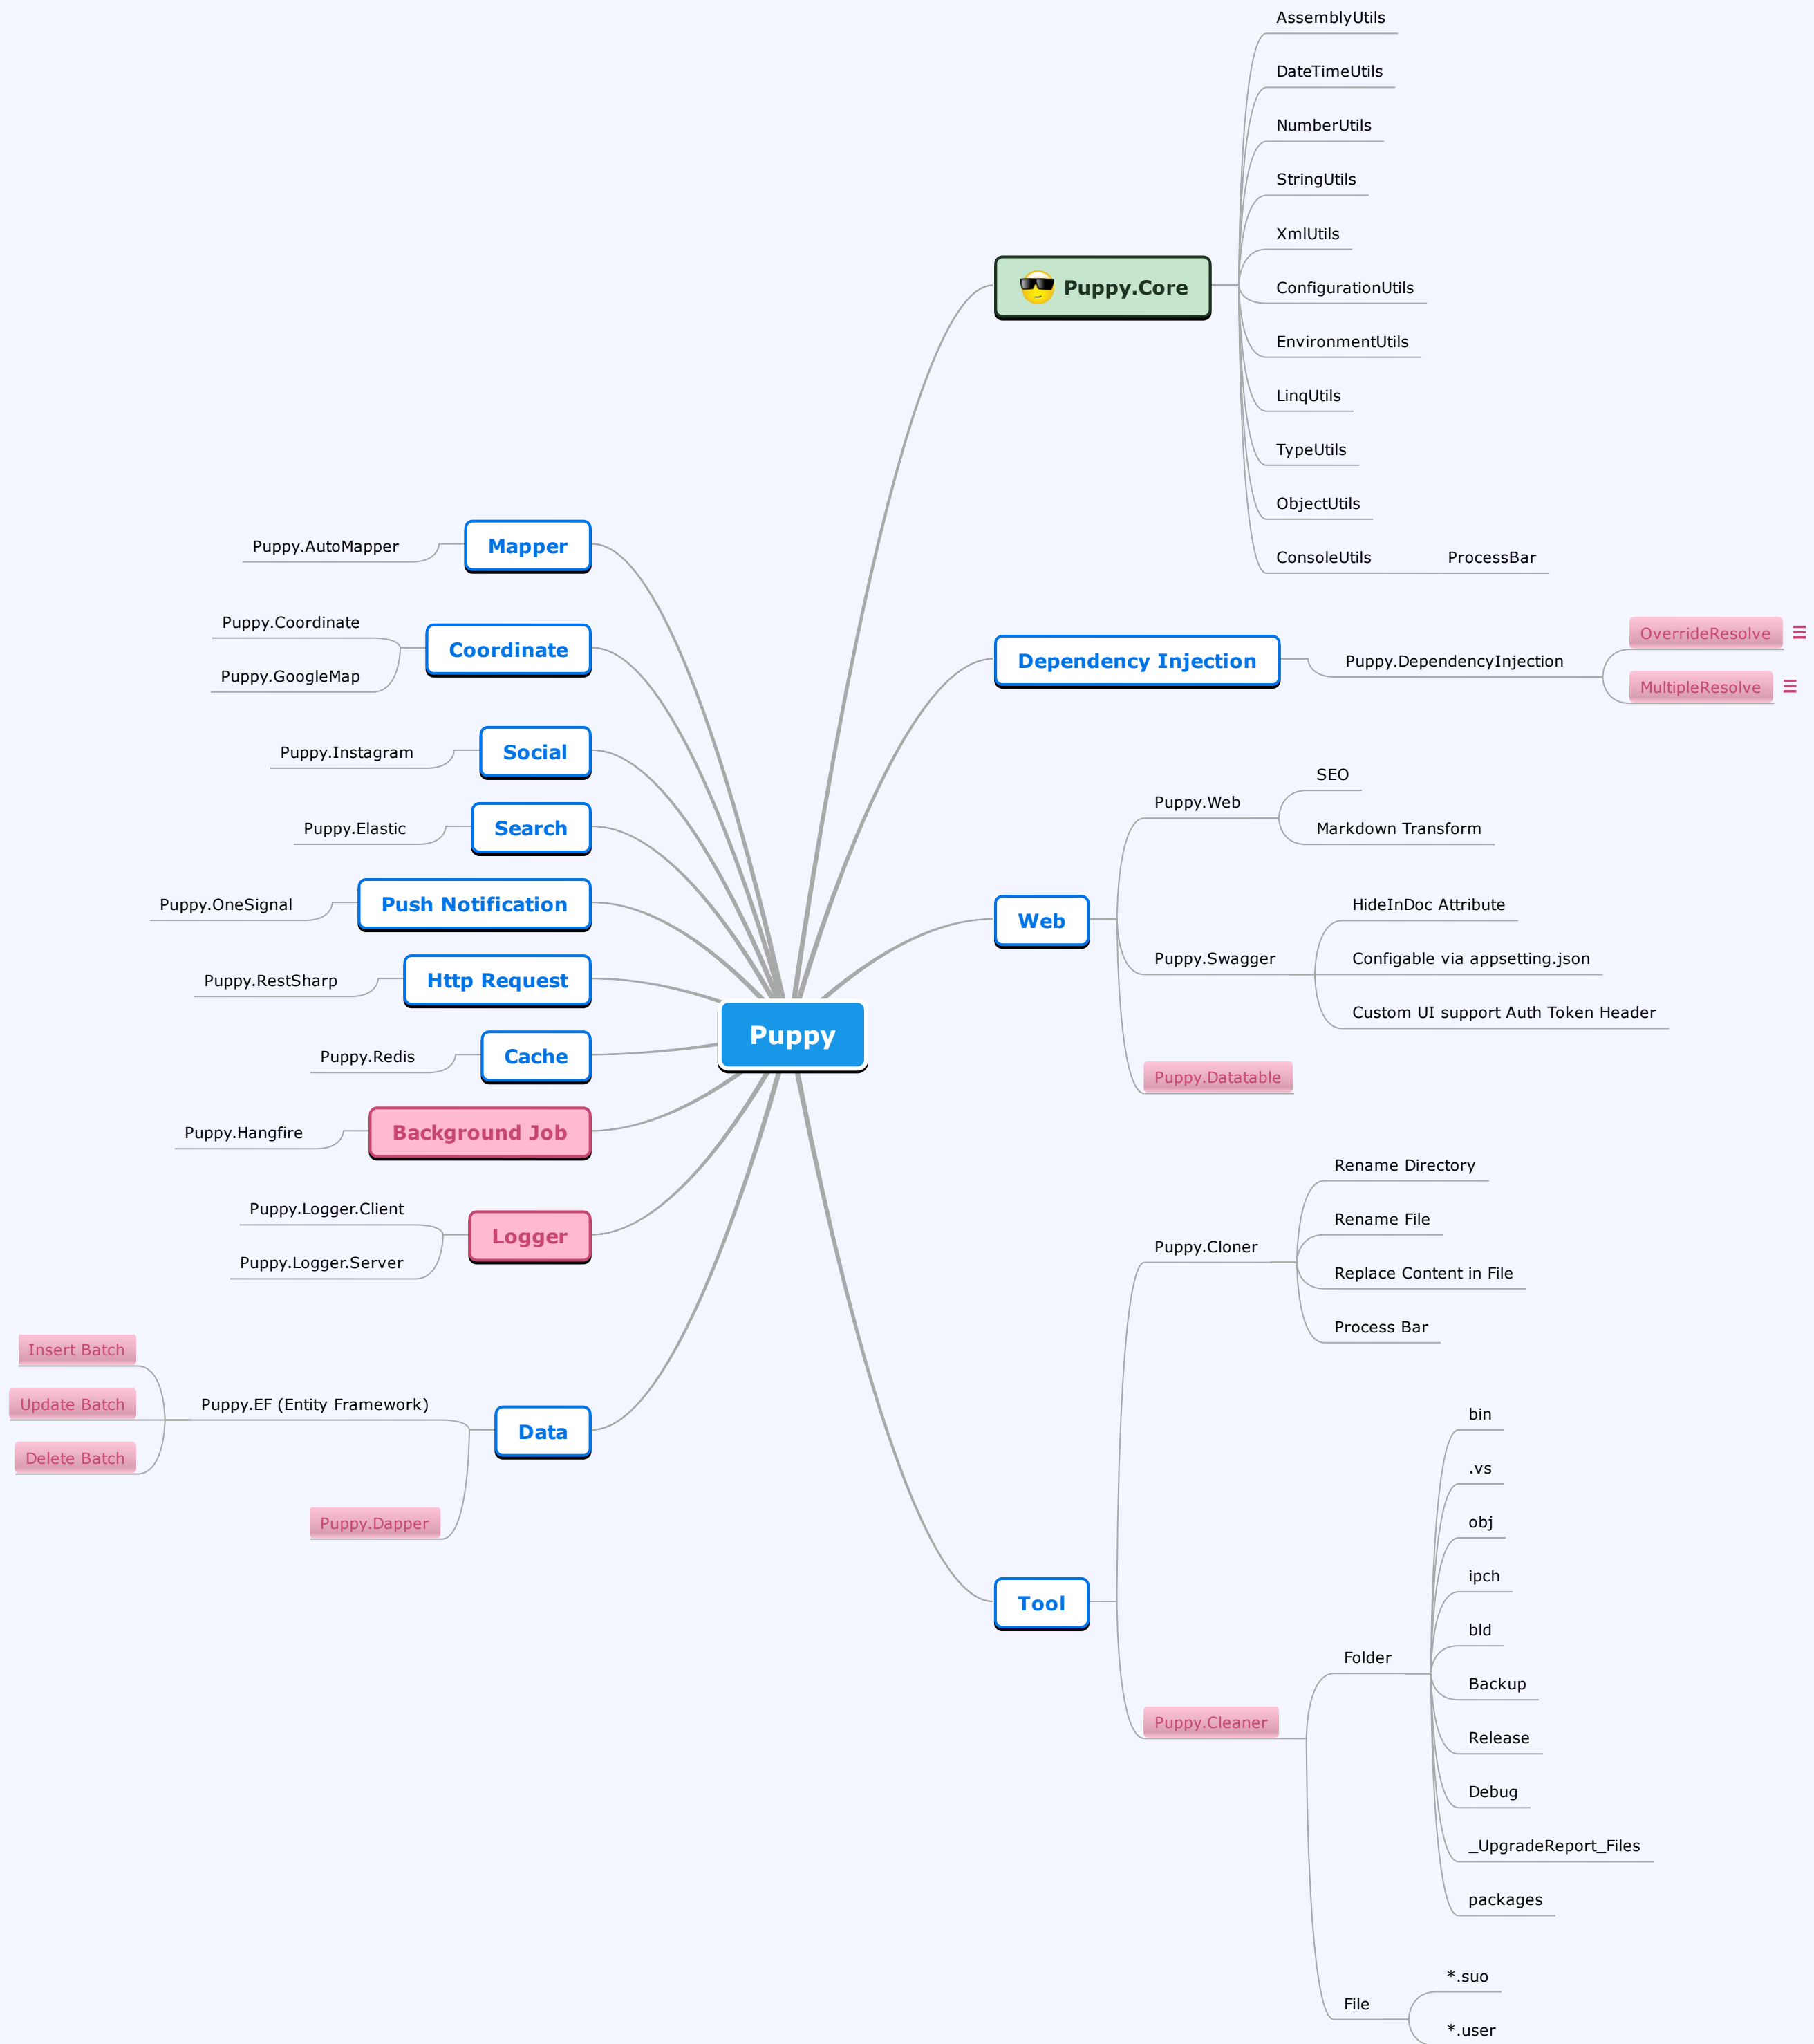 Puppy
Puppy.Core
AssemblyUtils
DateTimeUtils
NumberUtils
StringUtils
XmlUtils
ConfigurationUtils
EnvironmentUtils
LinqUtils
TypeUtils
ObjectUtils
ConsoleUtils
ProcessBar
Dependency Injection
Puppy.DependencyInjection
OverrideResolve
MultipleResolve
Web
Puppy.Web
SEO
Markdown Transform
Puppy.Swagger
HideInDoc Attribute
Configable via appsetting.json
Custom UI support Auth Token Header
Puppy.Datatable
Tool
Puppy.Cloner
Rename Directory
Rename File
Replace Content in File
Process Bar
Puppy.Cleaner
Folder
bin
.vs
obj
ipch
bld
Backup
Release
Debug
_UpgradeReport_Files
packages
File
*.suo
*.user
Mapper
Puppy.AutoMapper
Coordinate
Puppy.Coordinate
Puppy.GoogleMap
Social
Puppy.Instagram
Search
Puppy.Elastic
Push Notification
Puppy.OneSignal
Http Request
Puppy.RestSharp
Cache
Puppy.Redis
Background Job
Puppy.Hangfire
Logger
Puppy.Logger.Client
Puppy.Logger.Server
Data
Puppy.EF (Entity Framework)
Insert Batch
Update Batch
Delete Batch
Puppy.Dapper